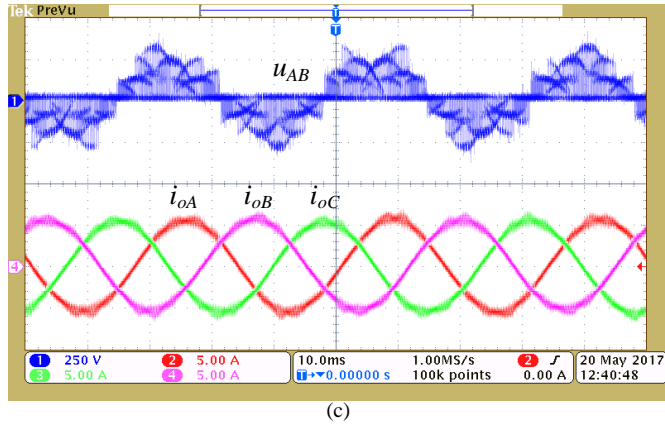 Tek PreVu
T
T
1
u_AB
i_oA i_oB i_oC
4
1 250 V 2 5.00 A
3 5.00 A 4 5.00 A
10.0ms 1.00MS/s
T→▼0.00000 s 100k points
2 ∫ 0.00 A
20 May 2017
12:40:48
(c)